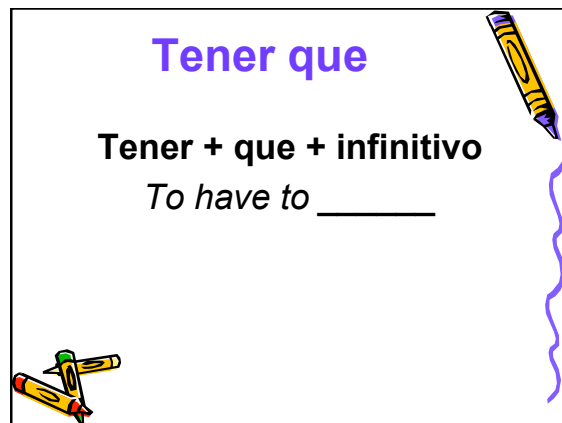 Tener que
Tener + que + infinitivo
To have to ______